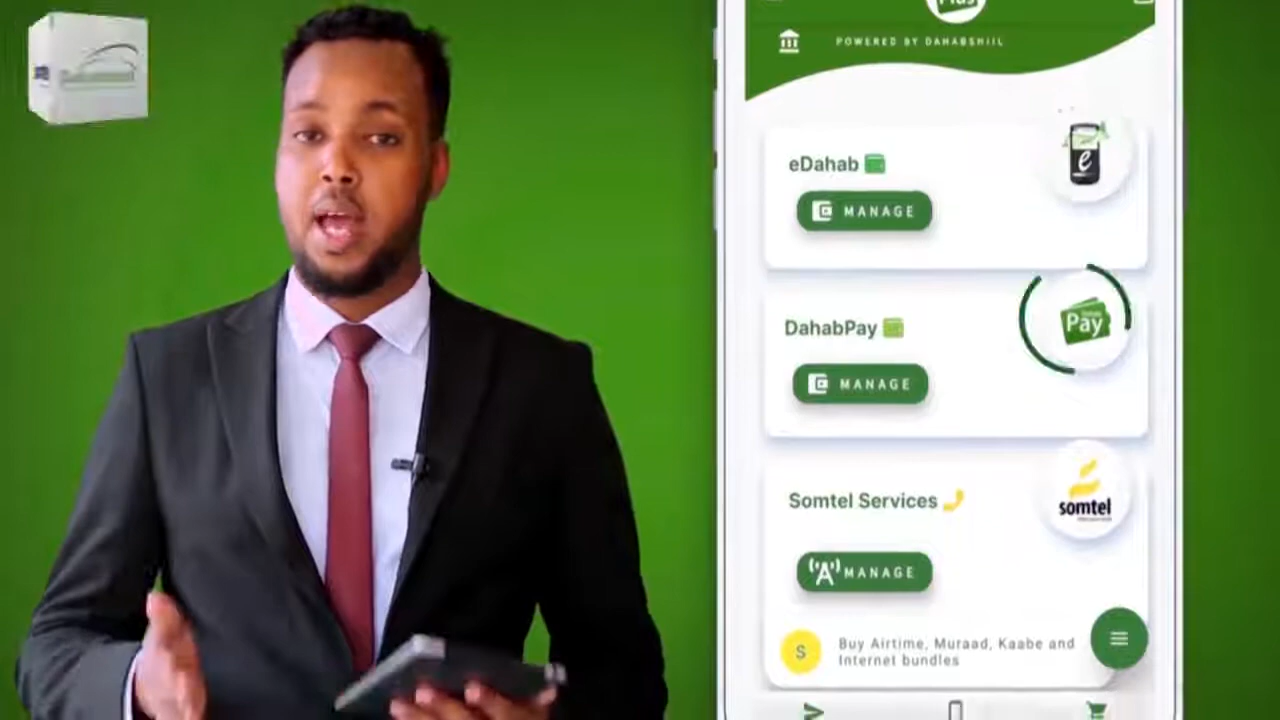 Plus
POWERED BY DAHABSHIIL
eDahab
e
MANAGE
DahabPay
Pay
MANAGE
Somtel Services
somtel
MANAGE
S
Buy Airtime, Muraad, Kaabe and
Internet bundles